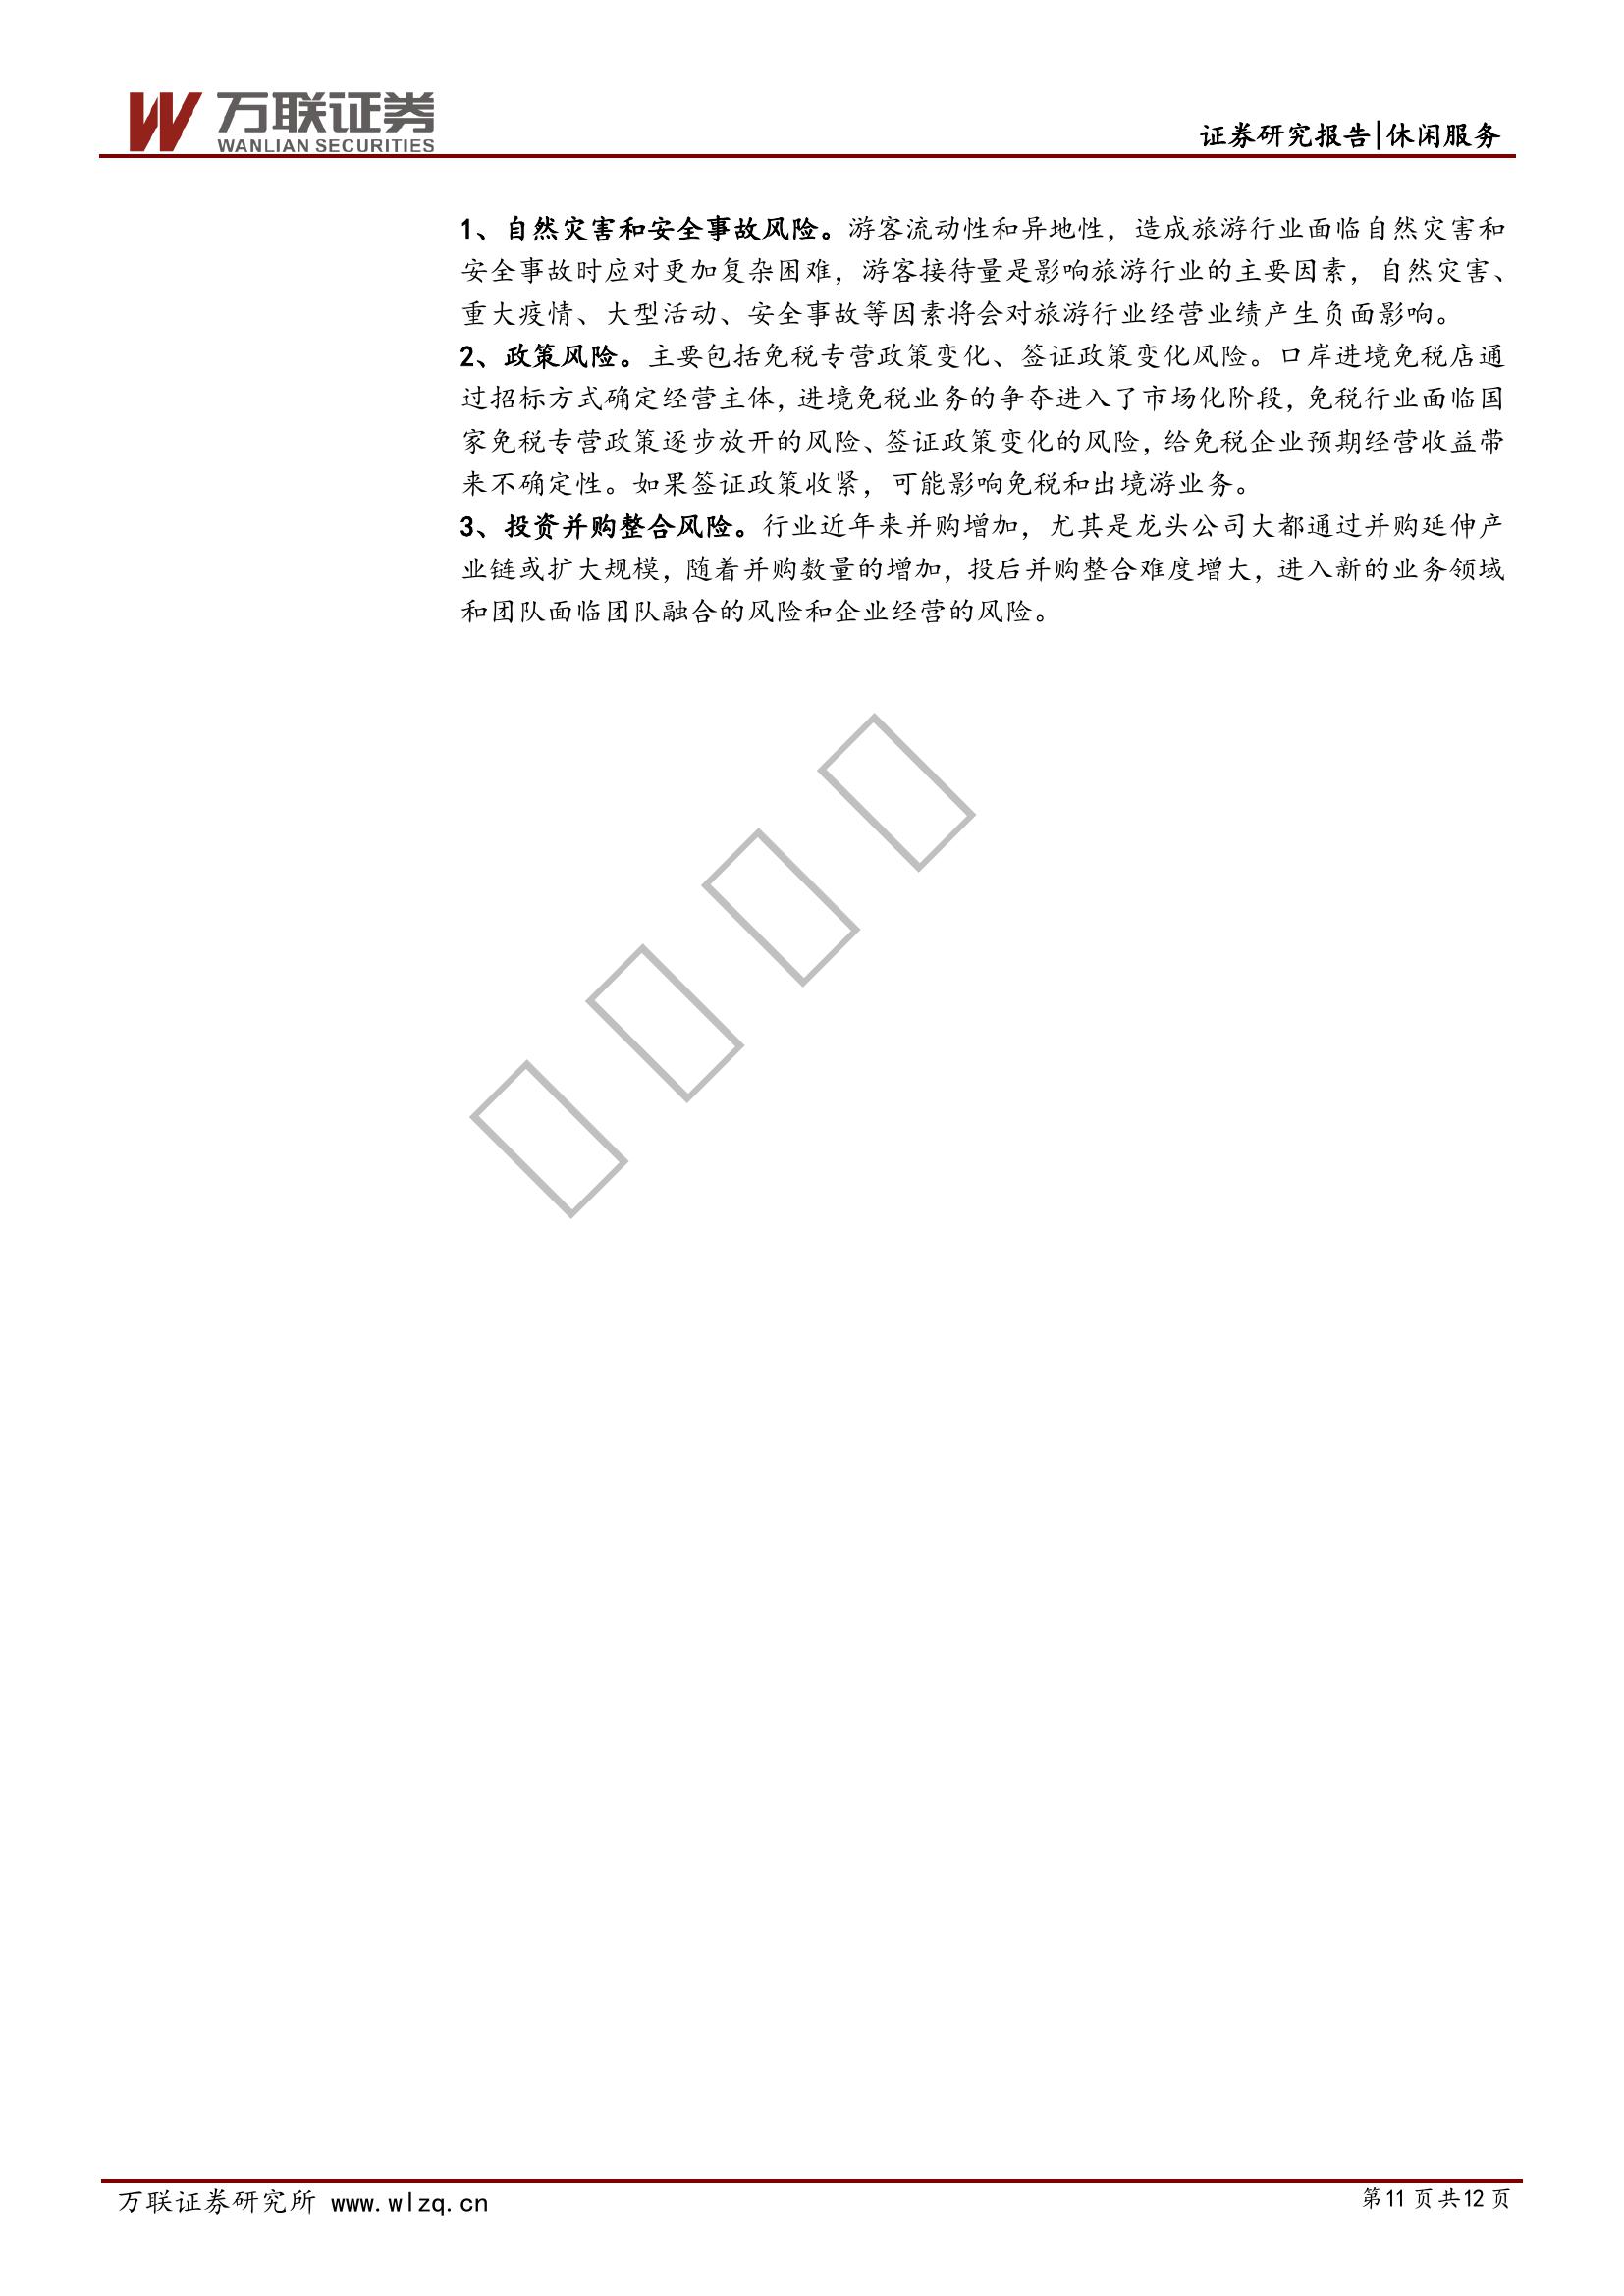 万联证券
WANLIAN SECURITIES
证券研究报告|休闲服务
1、自然灾害和安全事故风险。游客流动性和异地性，造成旅游行业面临自然灾害和
安全事故时应对更加复杂困难，游客接待量是影响旅游行业的主要因素，自然灾害、
重大疫情、大型活动、安全事故等因素将会对旅游行业经营业绩产生负面影响。
2、政策风险。主要包括免税专营政策变化、签证政策变化风险。口岸进境免税店通
过招标方式确定经营主体，进境免税业务的争夺进入了市场化阶段，免税行业面临国
家免税专营政策逐步放开的风险、签证政策变化的风险，给免税企业预期经营收益带
来不确定性。如果签证政策收紧，可能影响免税和出境游业务。
3、投资并购整合风险。行业近年来并购增加，尤其是龙头公司大都通过并购延伸产
业链或扩大规模，随着并购数量的增加，投后并购整合难度增大，进入新的业务领域
和团队面临团队融合的风险和企业经营的风险。
万联证券研究所 www.wlzq.cn
第11页共12页